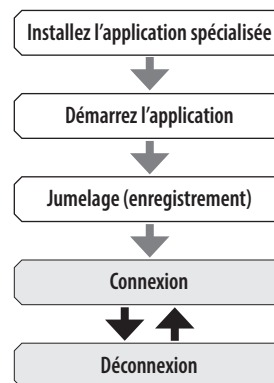 Installez l’application spécialisée
Démarrez l’application
Jumelage (enregistrement)
Connexion
Déconnexion